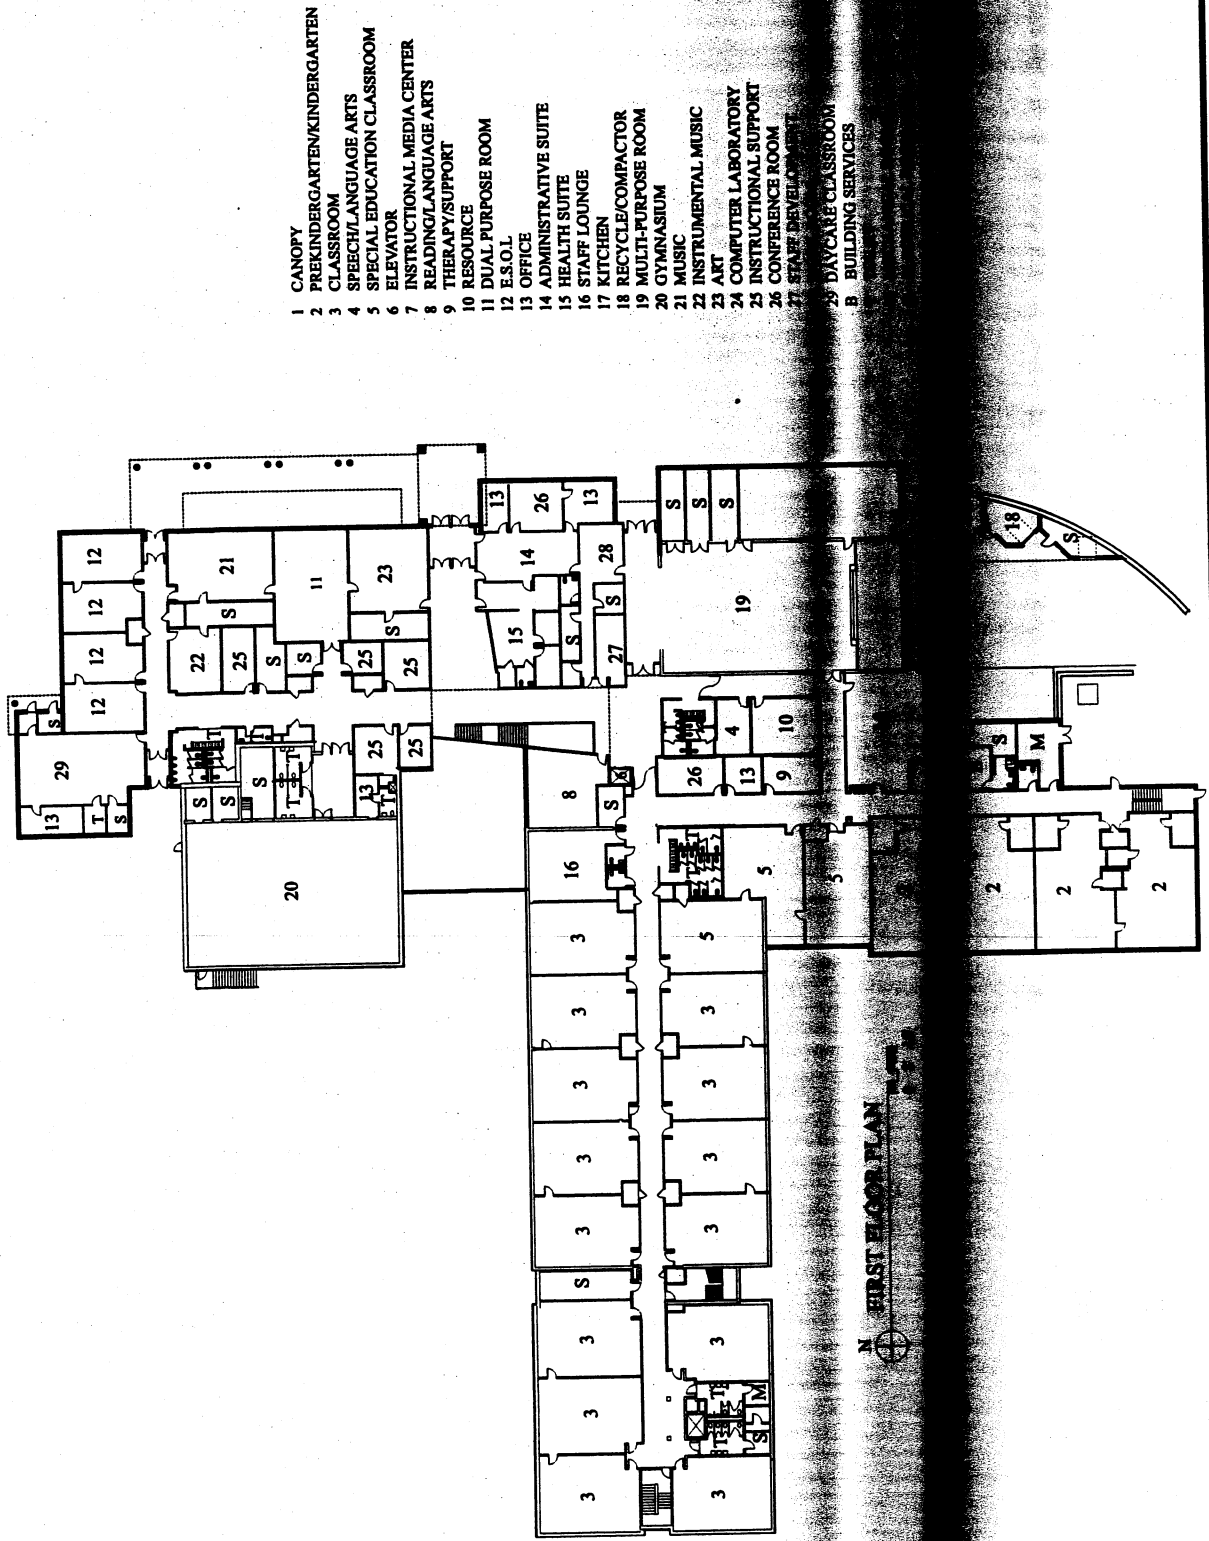 1 CANOPY
2 PREKINDERGARTEN/KINDERGARTEN
3 CLASSROOM
4 SPEECH/LANGUAGE ARTS
5 SPECIAL EDUCATION CLASSROOM
6 ELEVATOR
7 INSTRUCTIONAL MEDIA CENTER
8 READING/LANGUAGE ARTS
9 THERAPY/SUPPORT
10 RESOURCE
11 DUAL PURPOSE ROOM
12 E.S.O.L
13 OFFICE
14 ADMINISTRATIVE SUITE
15 HEALTH SUITE
16 STAFF LOUNGE
17 KITCHEN
18 RECYCLE/COMPACTOR
19 MULTI-PURPOSE ROOM
20 GYMNASIUM
21 MUSIC
22 INSTRUMENTAL MUSIC
23 ART
24 COMPUTER LABORATORY
25 INSTRUCTIONAL SUPPORT
26 CONFERENCE ROOM
27 STAFF DEVELOPMENT
29 DAYCARE CLASSROOM
B BUILDING SERVICES
12
12
12
12
S
29
13
T
S
21
11
23
S
S
22
25
S
S
25
25
T
25
25
S
T
T
13
T
S
S
20
13
26
13
14
28
15
S
S
27
S
S
S
19
18
S
4
10
26
13
9
6
8
S
16
T
5
5
S
M
2
2
2
2
3
5
3
3
3
3
3
3
3
3
S
3
3
3
T
T
M
S
3
3
N
FIRST FLOOR PLAN